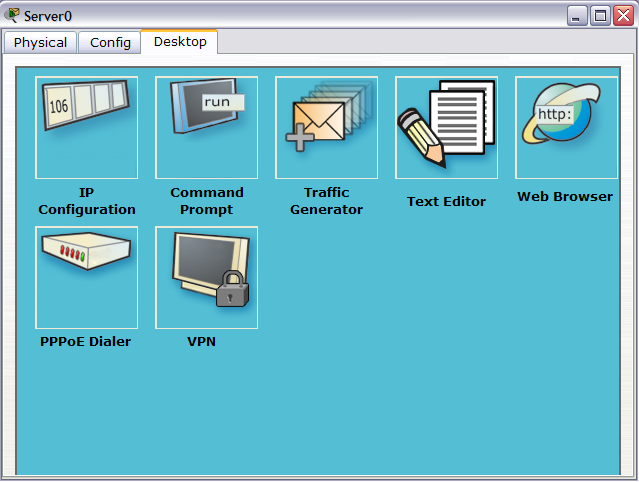 Server0
Physical Config Desktop
106
run
http:
IP
Configuration
Command
Prompt
Traffic
Generator
Text Editor
Web Browser
PPPoE Dialer
VPN